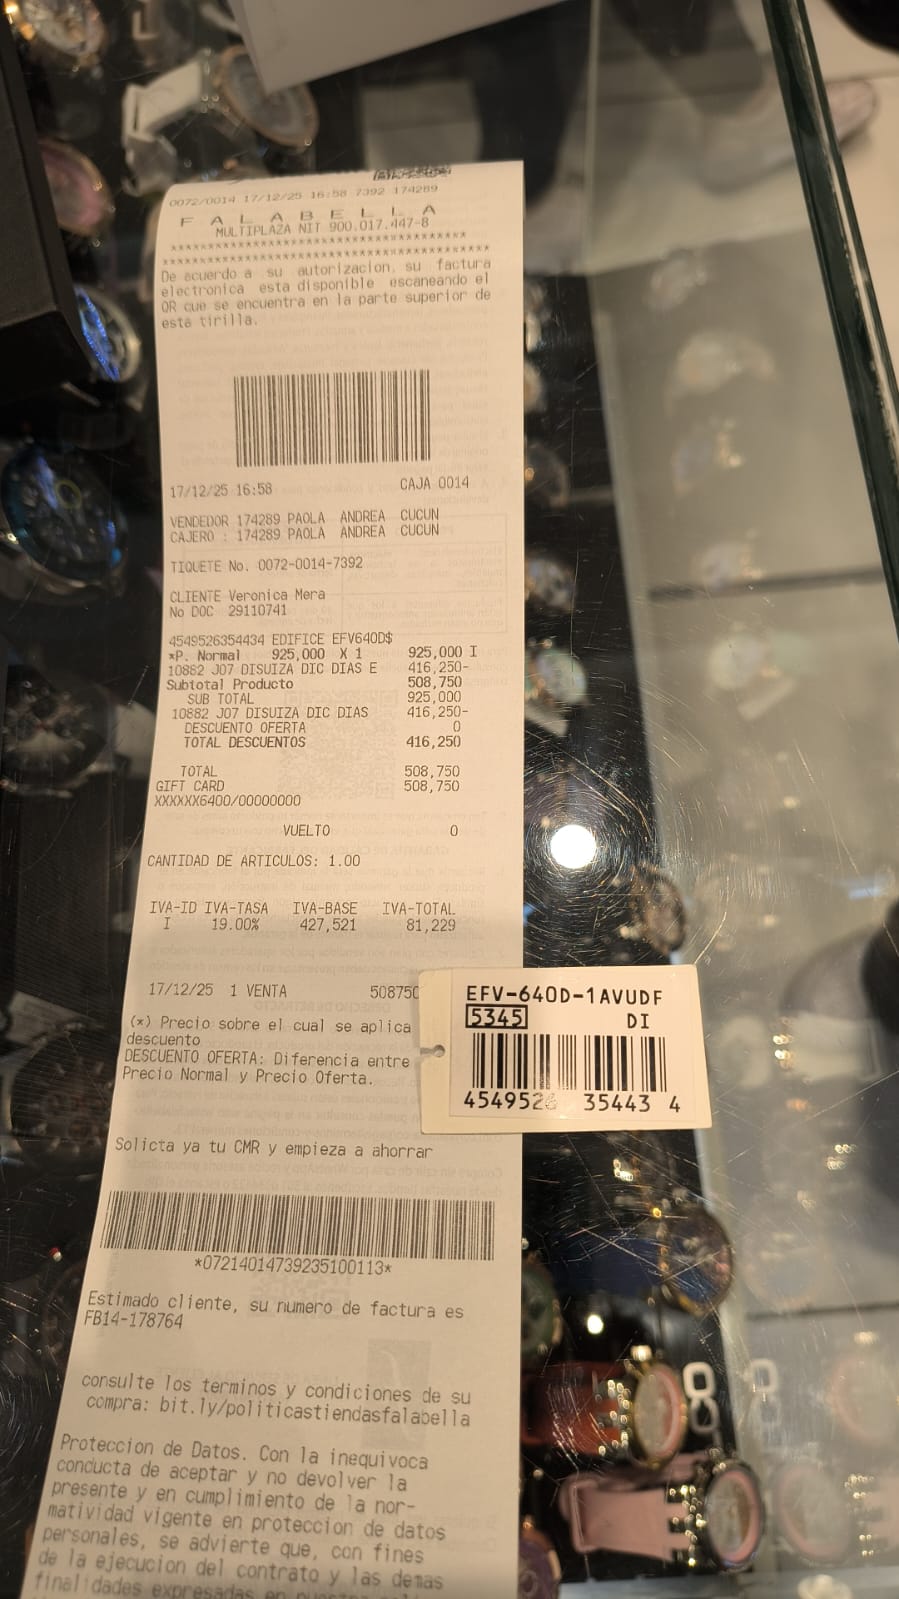 0072/0014 17/12/25 16:58 7392 174289
F A L A B E L L A
MULTIPLAZA NIT 900.017.447-8
De acuerdo a su autorizacion, su factura
electronica esta disponible escaneando el
QR que se encuentra en la parte superior de
esta tirilla.
17/12/25 16:58 CAJA 0014
VENDEDOR 174289 PAOLA ANDREA CUCUN
CAJERO : 174289 PAOLA ANDREA CUCUN
TIQUETE No. 0072-0014-7392
CLIENTE Veronica Mera
No DOC 29110741
4549526354434 EDIFICE EFV640D$
*P. Normal 925,000 X 1 925,000 I
10882 J07 DISUIZA DIC DIAS E 416,250-
Subtotal Producto 508,750
SUB TOTAL 925,000
10882 J07 DISUIZA DIC DIAS 416,250-
DESCUENTO OFERTA 0
TOTAL DESCUENTOS 416,250
TOTAL 508,750
GIFT CARD 508,750
XXXXXX6400/00000000
VUELTO 0
CANTIDAD DE ARTICULOS: 1.00
IVA-ID IVA-TASA IVA-BASE IVA-TOTAL
I 19.00% 427,521 81,229
17/12/25 1 VENTA 508750
(*) Precio sobre el cual se aplica
descuento
DESCUENTO OFERTA: Diferencia entre
Precio Normal y Precio Oferta.
EFV-640D-1AVUDF
5345 DI
4549526 35443 4
Solicta ya tu CMR y empieza a ahorrar
*07214014739235100113*
Estimado cliente, su numero de factura es
FB14-178764
consulte los terminos y condiciones de su
compra: bit.ly/politicastiendasfalabella
Proteccion de Datos. Con la inequivoca
conducta de aceptar y no devolver la
presente y en cumplimiento de la nor-
matividad vigente en proteccion de datos
personales, se advierte que, con fines
de la ejecucion del contrato y las demas
finalidades expresadas en